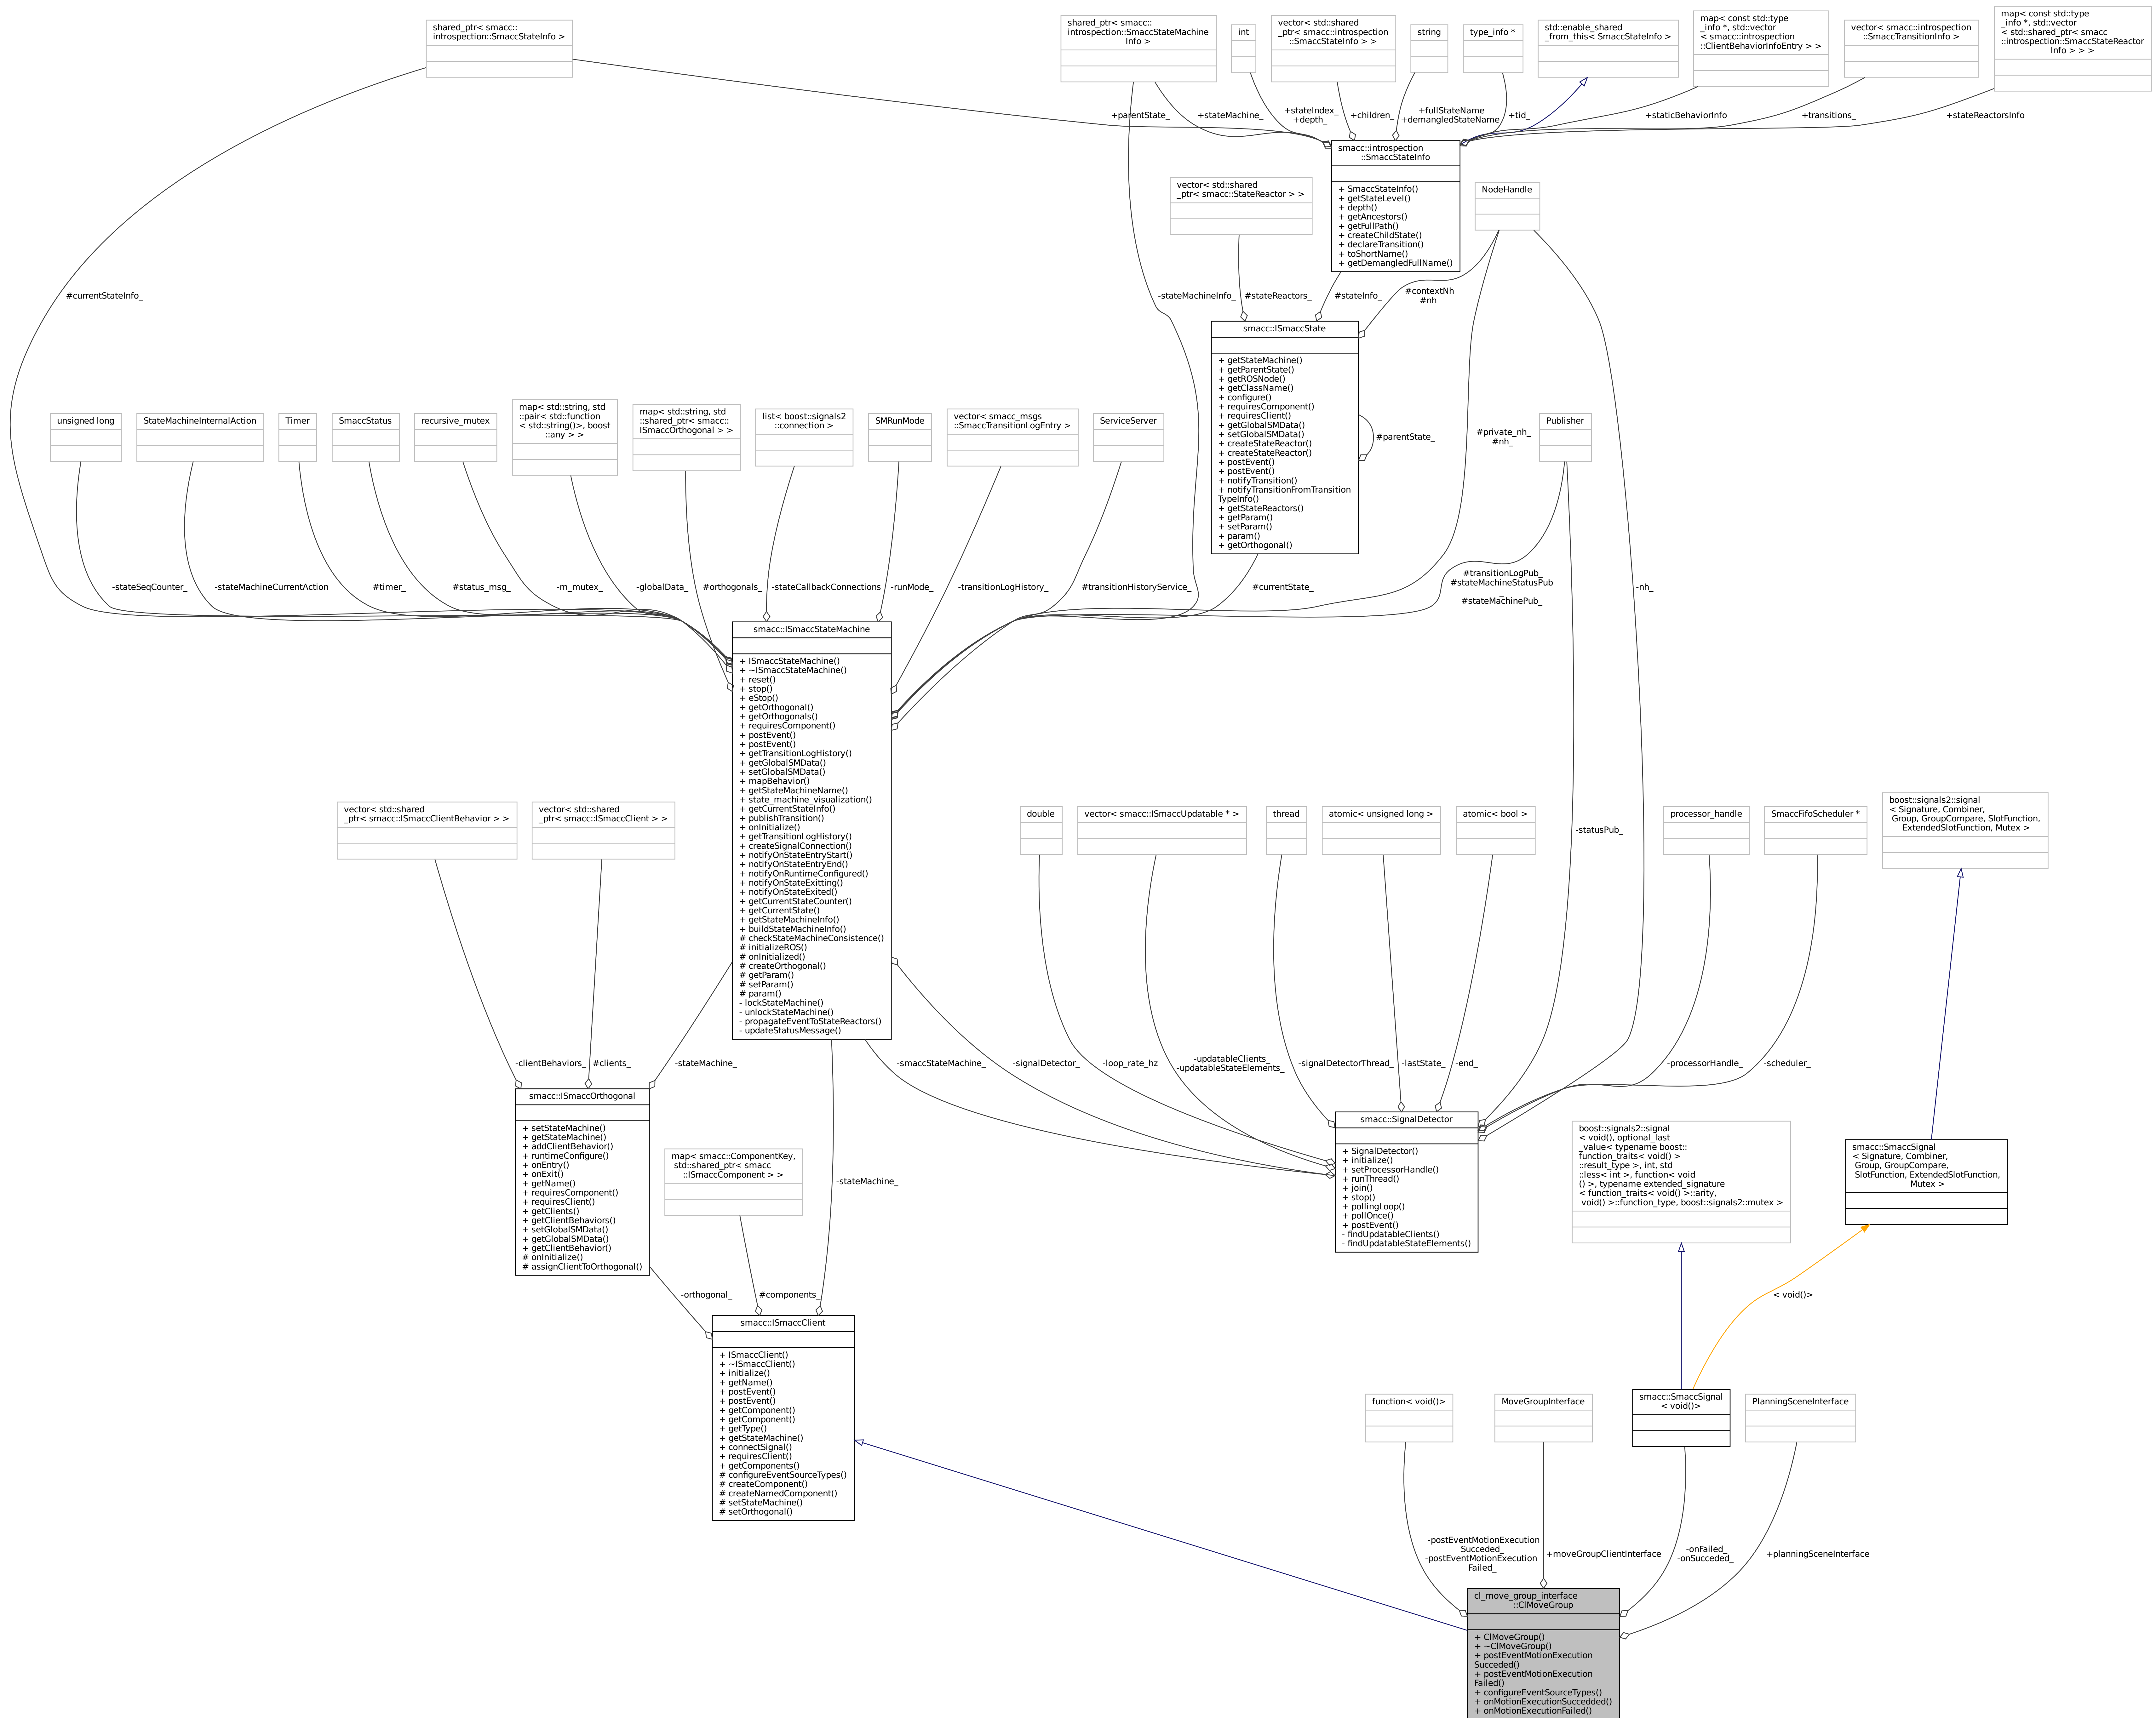 shared_ptr< smacc::
introspection::SmaccStateInfo >
shared_ptr< smacc::
introspection::SmaccStateMachine
Info >
int
vector< std::shared
_ptr< smacc::introspection
::SmaccStateInfo > >
string
type_info *
std::enable_shared
_from_this< SmaccStateInfo >
map< const std::type
_info *, std::vector
< smacc::introspection
::ClientBehaviorInfoEntry > >
vector< smacc::introspection
::SmaccTransitionInfo >
map< const std::type
_info *, std::vector
< std::shared_ptr< smacc
::introspection::SmaccStateReactor
Info > > >
+parentState_
+stateMachine_
+stateIndex_
+depth_
+children_
+fullStateName
+demangledStateName
+tid_
+staticBehaviorInfo
+transitions_
+stateReactorsInfo
smacc::introspection
::SmaccStateInfo
+ SmaccStateInfo()
+ getStateLevel()
+ depth()
+ getAncestors()
+ getFullPath()
+ createChildState()
+ declareTransition()
+ toShortName()
+ getDemangledFullName()
vector< std::shared
_ptr< smacc::StateReactor > >
NodeHandle
#currentStateInfo_
-stateMachineInfo_
#stateReactors_
#stateInfo_
#contextNh
#nh
smacc::ISmaccState
+ getStateMachine()
+ getParentState()
+ getROSNode()
+ getClassName()
+ configure()
+ requiresComponent()
+ requiresClient()
+ getGlobalSMData()
+ setGlobalSMData()
+ createStateReactor()
+ createStateReactor()
+ postEvent()
+ postEvent()
+ notifyTransition()
+ notifyTransitionFromTransition
TypeInfo()
+ getStateReactors()
+ getParam()
+ setParam()
+ param()
+ getOrthogonal()
#parentState_
#private_nh_
#nh_
unsigned long
StateMachineInternalAction
Timer
SmaccStatus
recursive_mutex
map< std::string, std
::pair< std::function
< std::string()>, boost
::any > >
map< std::string, std
::shared_ptr< smacc::
ISmaccOrthogonal > >
list< boost::signals2
::connection >
SMRunMode
vector< smacc_msgs
::SmaccTransitionLogEntry >
ServiceServer
Publisher
-stateSeqCounter_
-stateMachineCurrentAction
#timer_
#status_msg_
-m_mutex_
-globalData_
#orthogonals_
-stateCallbackConnections
-runMode_
-transitionLogHistory_
#transitionHistoryService_
#currentState_
#transitionLogPub_
#stateMachineStatusPub
_
#stateMachinePub_
-nh_
smacc::ISmaccStateMachine
+ ISmaccStateMachine()
+ ~ISmaccStateMachine()
+ reset()
+ stop()
+ eStop()
+ getOrthogonal()
+ getOrthogonals()
+ requiresComponent()
+ postEvent()
+ postEvent()
+ getTransitionLogHistory()
+ getGlobalSMData()
+ setGlobalSMData()
+ mapBehavior()
+ getStateMachineName()
+ state_machine_visualization()
+ getCurrentStateInfo()
+ publishTransition()
+ onInitialize()
+ getTransitionLogHistory()
+ createSignalConnection()
+ notifyOnStateEntryStart()
+ notifyOnStateEntryEnd()
+ notifyOnRuntimeConfigured()
+ notifyOnStateExitting()
+ notifyOnStateExited()
+ getCurrentStateCounter()
+ getCurrentState()
+ getStateMachineInfo()
+ buildStateMachineInfo()
# checkStateMachineConsistence()
# initializeROS()
# onInitialized()
# createOrthogonal()
# getParam()
# setParam()
# param()
- lockStateMachine()
- unlockStateMachine()
- propagateEventToStateReactors()
- updateStatusMessage()
vector< std::shared
_ptr< smacc::ISmaccClientBehavior > >
vector< std::shared
_ptr< smacc::ISmaccClient > >
double
vector< smacc::ISmaccUpdatable * >
thread
atomic< unsigned long >
atomic< bool >
-statusPub_
processor_handle
SmaccFifoScheduler *
boost::signals2::signal
< Signature, Combiner,
Group, GroupCompare, SlotFunction,
ExtendedSlotFunction, Mutex >
-clientBehaviors_
#clients_
-stateMachine_
-smaccStateMachine_
-signalDetector_
-loop_rate_hz
-updatableClients_
-updatableStateElements_
-signalDetectorThread_
-lastState_
-end_
-processorHandle_
-scheduler_
smacc::ISmaccOrthogonal
+ setStateMachine()
+ getStateMachine()
+ addClientBehavior()
+ runtimeConfigure()
+ onEntry()
+ onExit()
+ getName()
+ requiresComponent()
+ requiresClient()
+ getClients()
+ getClientBehaviors()
+ setGlobalSMData()
+ getGlobalSMData()
+ getClientBehavior()
# onInitialize()
# assignClientToOrthogonal()
map< smacc::ComponentKey,
std::shared_ptr< smacc
::ISmaccComponent > >
-stateMachine_
smacc::SignalDetector
+ SignalDetector()
+ initialize()
+ setProcessorHandle()
+ runThread()
+ join()
+ stop()
+ pollingLoop()
+ pollOnce()
+ postEvent()
- findUpdatableClients()
- findUpdatableStateElements()
boost::signals2::signal
< void(), optional_last
_value< typename boost::
function_traits< void() >
::result_type >, int, std
::less< int >, function< void
() >, typename extended_signature
< function_traits< void() >::arity,
void() >::function_type, boost::signals2::mutex >
smacc::SmaccSignal
< Signature, Combiner,
Group, GroupCompare,
SlotFunction, ExtendedSlotFunction,
Mutex >
-orthogonal_
#components_
< void()>
smacc::ISmaccClient
+ ISmaccClient()
+ ~ISmaccClient()
+ initialize()
+ getName()
+ postEvent()
+ postEvent()
+ getComponent()
+ getComponent()
+ getType()
+ getStateMachine()
+ connectSignal()
+ requiresClient()
+ getComponents()
# configureEventSourceTypes()
# createComponent()
# createNamedComponent()
# setStateMachine()
# setOrthogonal()
function< void()>
MoveGroupInterface
smacc::SmaccSignal
< void()>
PlanningSceneInterface
-postEventMotionExecution
Succeded_
-postEventMotionExecution
Failed_
+moveGroupClientInterface
-onFailed_
-onSucceded_
+planningSceneInterface
cl_move_group_interface
::ClMoveGroup
+ ClMoveGroup()
+ ~ClMoveGroup()
+ postEventMotionExecution
Succeded()
+ postEventMotionExecution
Failed()
+ configureEventSourceTypes()
+ onMotionExecutionSuccedded()
+ onMotionExecutionFailed()